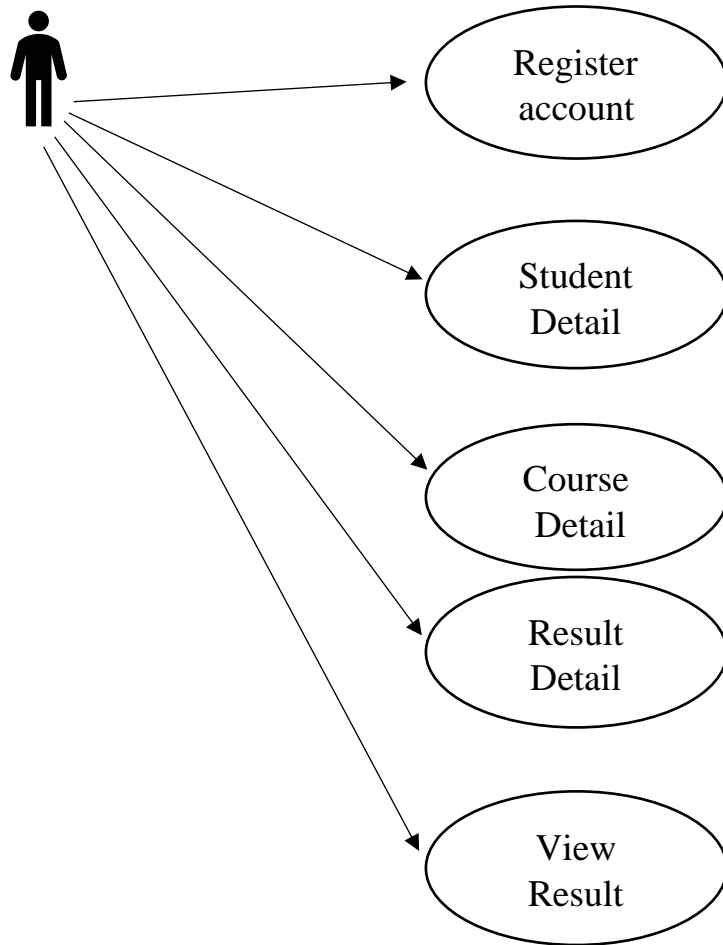 Register
account
Student
Detail
Course
Detail
Result
Detail
View
Result